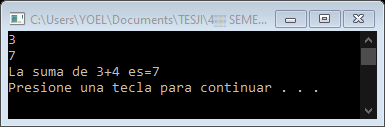 C:\Users\YOEL\Documents\TESJI\4 SEME...
3
7
La suma de 3+4 es=7
Presione una tecla para continuar . . .